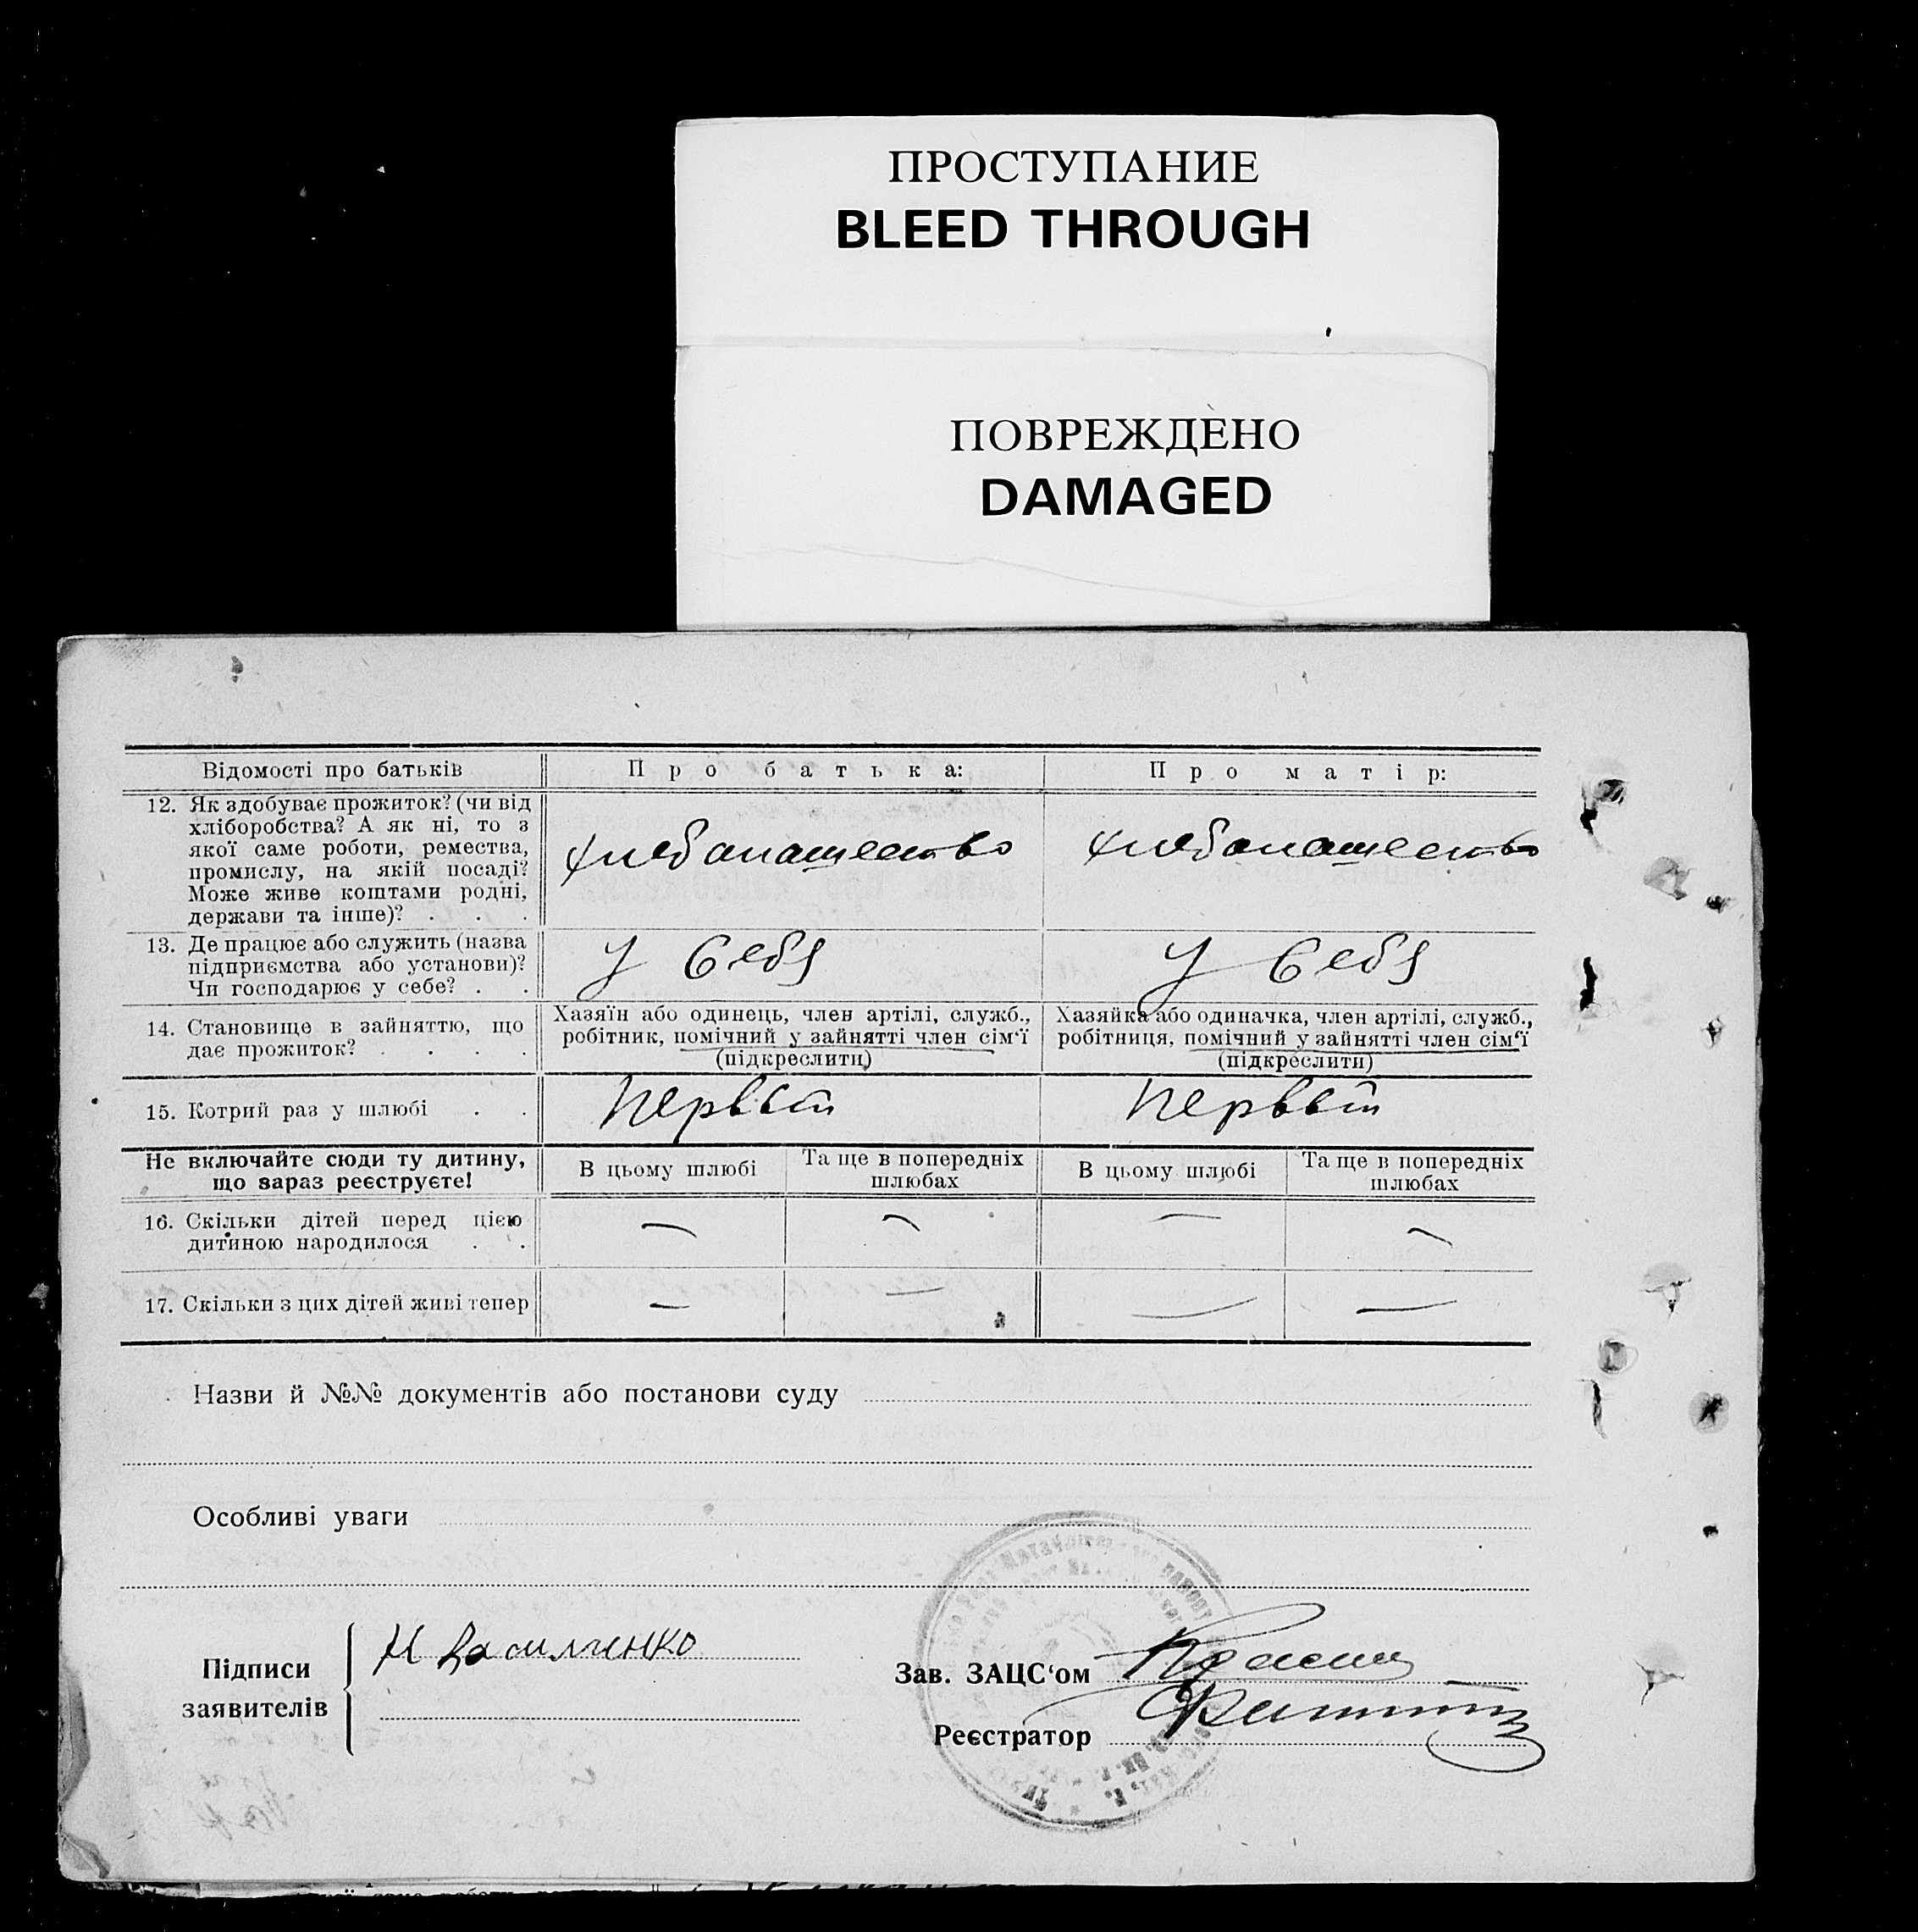 ПРОСТУПАНИЕ
BLEED THROUGH
ПОВРЕЖДЕНО
DAMAGED
Відомості про батьків
Про батька:
Про матір:
12. Як здобуває прожиток? (чи від
хліборобства? А як ні, то з
якої саме роботи, ремества,
промислу, на якій посаді?
Може живе коштами родні,
держави та інше)? . . .
хлебопашество
хлебопашество
13. Де працює або служить (назва
підприємства або установи)?
Чи господарює у себе? . .
у себя
у себя
14. Становище в зайняттю, що
дає прожиток? . . . .
Хазяїн або одинець, член артілі, служб.,
робітник, помічний у зайнятті член сім'ї
(підкреслити)
Хазяйка або одиначка, член артілі, служб.,
робітниця, помічний у зайнятті член сім'ї
(підкреслити)
15. Котрий раз у шлюбі . .
первый
первый
Не включайте сюди ту дитину,
що зараз реєструєте!
В цьому шлюбі
Та ще в попередніх
шлюбах
В цьому шлюбі
Та ще в попередніх
шлюбах
16. Скільки дітей перед цією
дитиною народилося . .
—
—
—
—
17. Скільки з цих дітей живі тепер
—
—
—
—
Назви й №№ документів або постанови суду
Особливі уваги
Підписи
заявителів
Зав. ЗАЦС'ом
Реєстратор